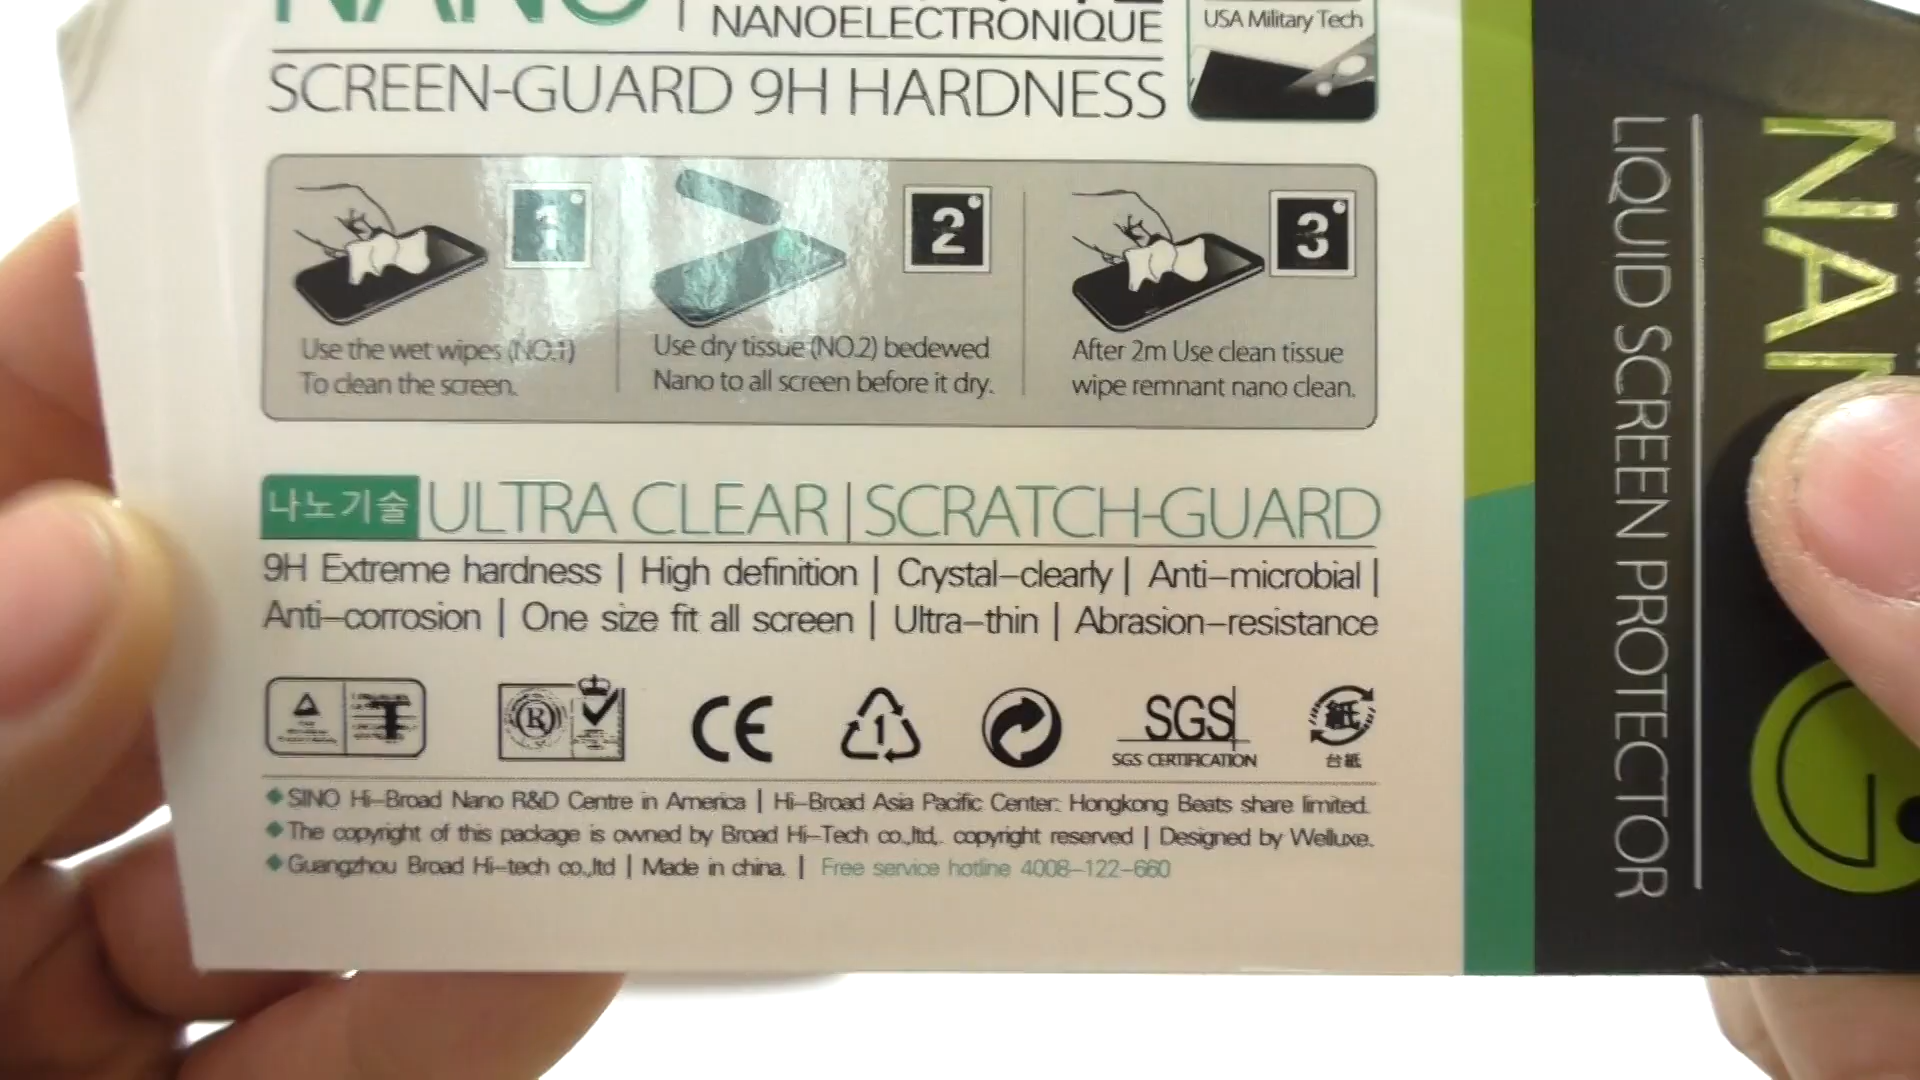 NANO
NANOELECTRONIQUE
USA Military Tech
SCREEN-GUARD 9H HARDNESS
1
2
3
Use the wet wipes (NO.1)
To clean the screen.
Use dry tissue (NO.2) bedewed
Nano to all screen before it dry.
After 2m Use clean tissue
wipe remnant nano clean.
나노기술 ULTRA CLEAR | SCRATCH-GUARD
9H Extreme hardness | High definition | Crystal-clearly | Anti-microbial |
Anti-corrosion | One size fit all screen | Ultra-thin | Abrasion-resistance
R
CE
1
SGS
SGS CERTIFICATION
紙
台紙
◆SINO Hi-Broad Nano R&D Centre in America | Hi-Broad Asia Pacific Center: Hongkong Beats share limited.
◆The copyright of this package is owned by Broad Hi-Tech co.,ltd,. copyright reserved | Designed by Welluxe.
◆Guangzhou Broad Hi-tech co.,ltd | Made in china. | Free service hotline 4008-122-660
LIQUID SCREEN PROTECTOR
NAN